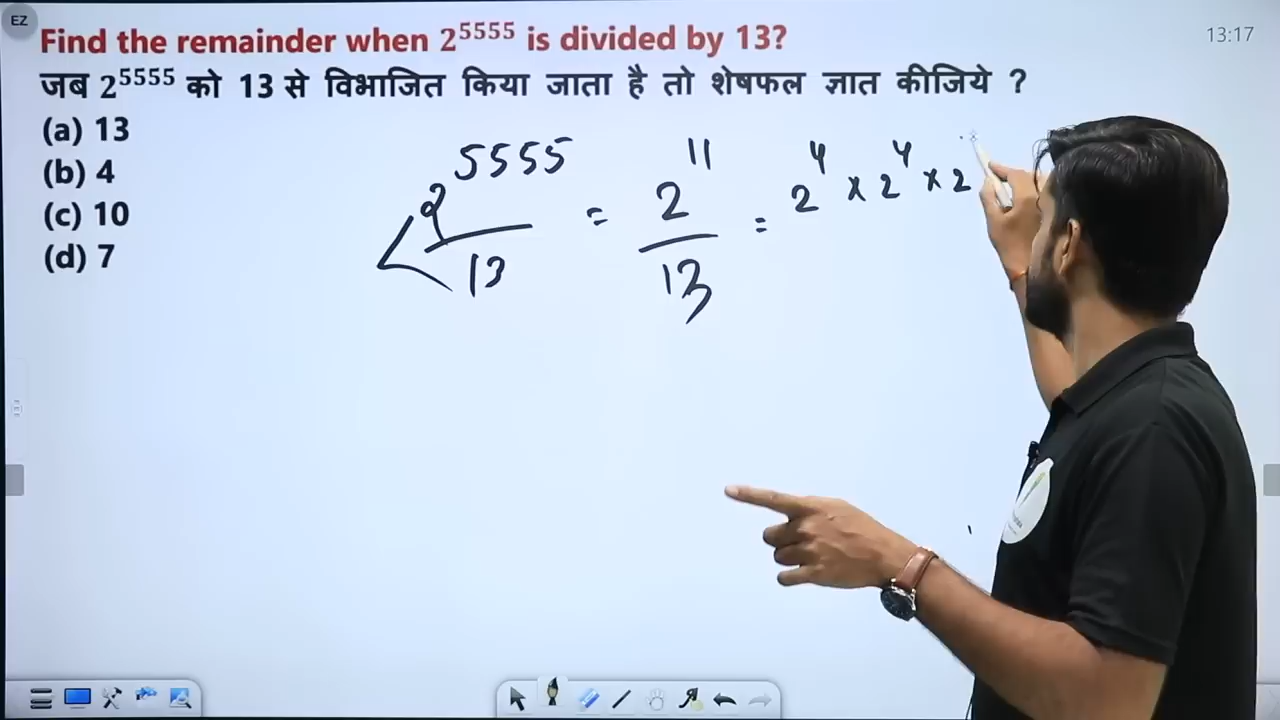 EZ
13:17
Find the remainder when 2^5555 is divided by 13?
जब 2^5555 को 13 से विभाजित किया जाता है तो शेषफल ज्ञात कीजिये ?
(a) 13
(b) 4
(c) 10
(d) 7
2^5555 / 13 = 2^11 / 13 = 2^4 × 2^4 × 2